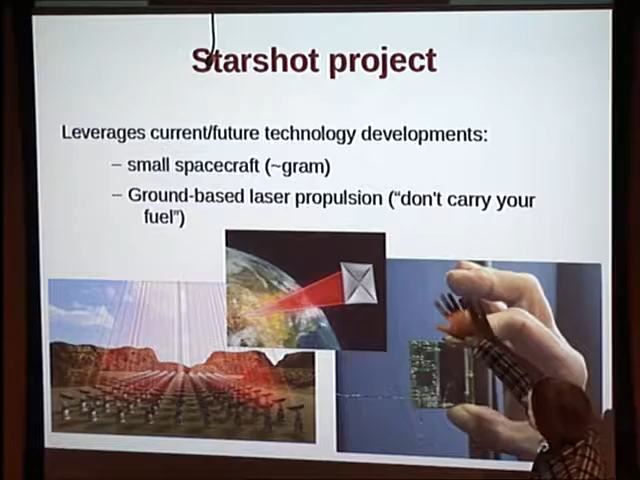 Starshot project
Leverages current/future technology developments:
– small spacecraft (~gram)
– Ground-based laser propulsion (“don't carry your
fuel”)